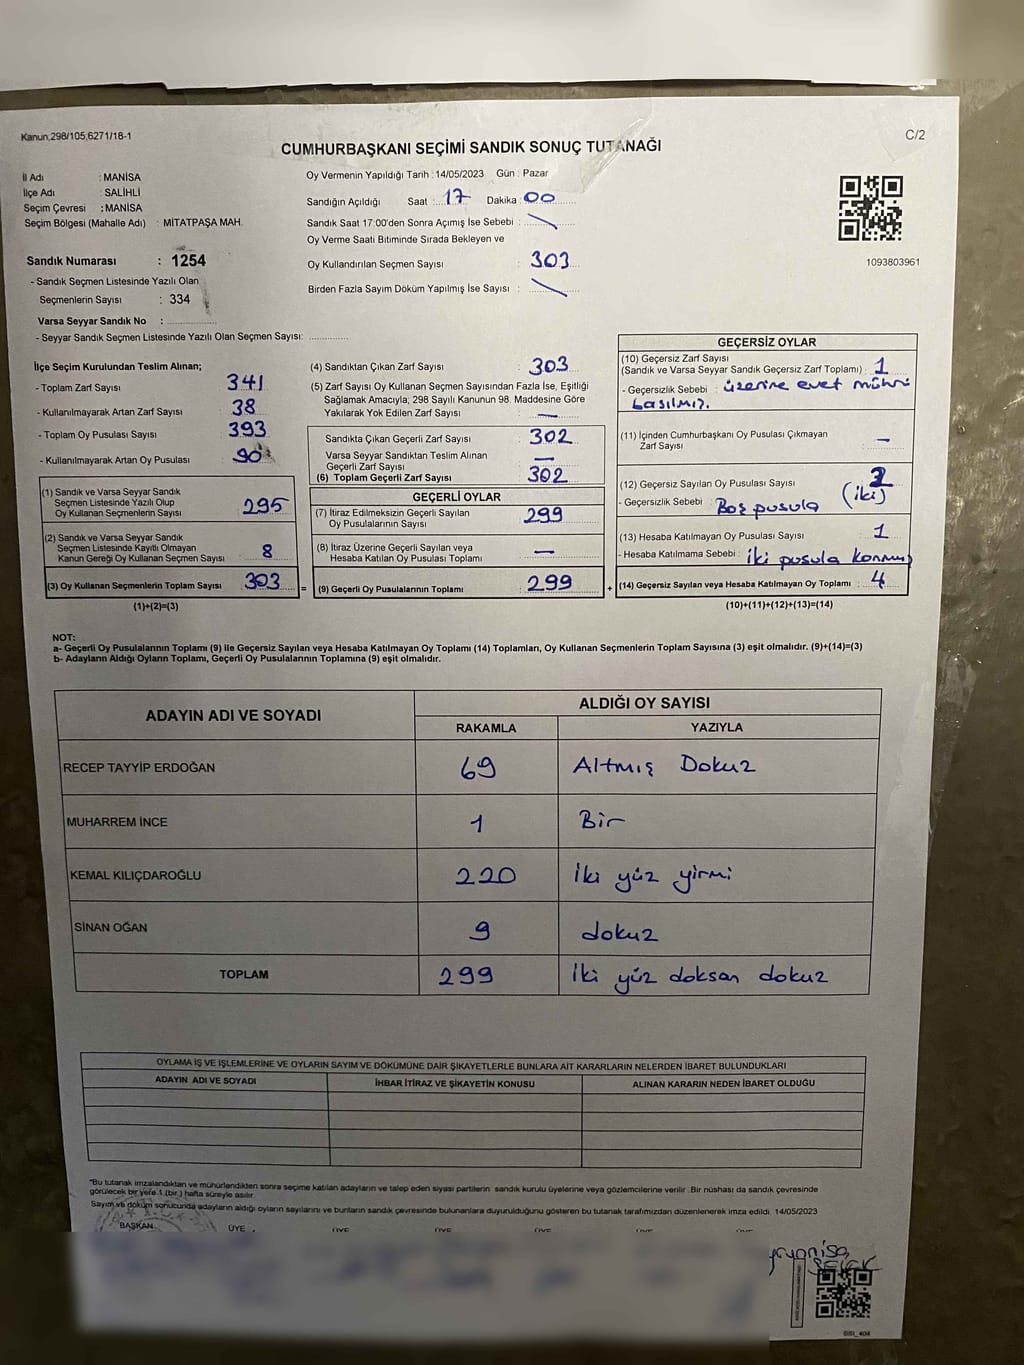 Kanun,298/105,6271/18-1
C/2
CUMHURBAŞKANI SEÇİMİ SANDIK SONUÇ TUTANAĞI
İl Adı : MANİSA
İlçe Adı : SALİHLİ
Seçim Çevresi : MANİSA
Seçim Bölgesi (Mahalle Adı) : MİTATPAŞA MAH.
Sandık Numarası : 1254
- Sandık Seçmen Listesinde Yazılı Olan
Seçmenlerin Sayısı : 334
Varsa Seyyar Sandık No :
- Seyyar Sandık Seçmen Listesinde Yazılı Olan Seçmen Sayısı:
Oy Vermenin Yapıldığı Tarih : 14/05/2023 Gün : Pazar
Sandığın Açıldığı Saat : 17 Dakika : 00
Sandık Saat 17:00'den Sonra Açımış İse Sebebi :
Oy Verme Saati Bitiminde Sırada Bekleyen ve
Oy Kullandırılan Seçmen Sayısı : 303
Birden Fazla Sayım Döküm Yapılmış İse Sayısı :
1093803961
İlçe Seçim Kurulundan Teslim Alınan;
- Toplam Zarf Sayısı 341
- Kullanılmayarak Artan Zarf Sayısı 38
- Toplam Oy Pusulası Sayısı 393
- Kullanılmayarak Artan Oy Pusulası 90
(1) Sandık ve Varsa Seyyar Sandık
Seçmen Listesinde Yazılı Olup
Oy Kullanan Seçmenlerin Sayısı 295
(2) Sandık ve Varsa Seyyar Sandık
Seçmen Listesinde Kayıtlı Olmayan
Kanun Gereği Oy Kullanan Seçmen Sayısı 8
(3) Oy Kullanan Seçmenlerin Toplam Sayısı 303 =
(1)+(2)=(3)
(4) Sandıktan Çıkan Zarf Sayısı 303
(5) Zarf Sayısı Oy Kullanan Seçmen Sayısından Fazla İse, Eşitliği
Sağlamak Amacıyla; 298 Sayılı Kanunun 98. Maddesine Göre
Yakılarak Yok Edilen Zarf Sayısı —
Sandıkta Çıkan Geçerli Zarf Sayısı 302
Varsa Seyyar Sandıktan Teslim Alınan
Geçerli Zarf Sayısı —
(6) Toplam Geçerli Zarf Sayısı 302
GEÇERLİ OYLAR
(7) İtiraz Edilmeksizin Geçerli Sayılan
Oy Pusulalarının Sayısı 299
(8) İtiraz Üzerine Geçerli Sayılan veya
Hesaba Katılan Oy Pusulası Toplamı —
(9) Geçerli Oy Pusulalarının Toplamı 299 +
GEÇERSİZ OYLAR
(10) Geçersiz Zarf Sayısı
(Sandık ve Varsa Seyyar Sandık Geçersiz Zarf Toplamı) : 1
- Geçersizlik Sebebi : üzerine evet mührü
basılmış.
(11) İçinden Cumhurbaşkanı Oy Pusulası Çıkmayan
Zarf Sayısı —
(12) Geçersiz Sayılan Oy Pusulası Sayısı 2
(iki)
- Geçersizlik Sebebi : Boş pusula
(13) Hesaba Katılmayan Oy Pusulası Sayısı 1
- Hesaba Katılmama Sebebi : İki pusula konmuş
(14) Geçersiz Sayılan veya Hesaba Katılmayan Oy Toplamı : 4
(10)+(11)+(12)+(13)=(14)
NOT:
a- Geçerli Oy Pusulalarının Toplamı (9) ile Geçersiz Sayılan veya Hesaba Katılmayan Oy Toplamı (14) Toplamları, Oy Kullanan Seçmenlerin Toplam Sayısına (3) eşit olmalıdır. (9)+(14)=(3)
b- Adayların Aldığı Oyların Toplamı, Geçerli Oy Pusulalarının Toplamına (9) eşit olmalıdır.
ADAYIN ADI VE SOYADI
ALDIĞI OY SAYISI
RAKAMLA YAZIYLA
RECEP TAYYİP ERDOĞAN 69 Altmış Dokuz
MUHARREM İNCE 1 Bir
KEMAL KILIÇDAROĞLU 220 İki yüz yirmi
SİNAN OĞAN 9 dokuz
TOPLAM 299 İki yüz doksan dokuz
OYLAMA İŞ VE İŞLEMLERİNE VE OYLARIN SAYIM VE DÖKÜMÜNE DAİR ŞİKAYETLERLE BUNLARA AİT KARARLARIN NELERDEN İBARET BULUNDUKLARI
ADAYIN ADI VE SOYADI İHBAR İTİRAZ VE ŞİKAYETİN KONUSU ALINAN KARARIN NEDEN İBARET OLDUĞU
"Bu tutanak imzalandıktan ve mühürlendikten sonra seçime katılan adayların ve talep eden siyasi partilerin sandık kurulu üyelerine veya gözlemcilerine verilir .Bir nüshası da sandık çevresinde
görülecek bir yere 1 (bir ) hafta süreyle asılır.
Sayım ve döküm sonucunda adayların aldığı oyların sayılarını ve bunların sandık çevresinde bulunanlara duyurulduğunu gösteren bu tutanak tarafımızdan düzenlenerek imza edildi. 14/05/2023
BAŞKAN ÜYE ÜYE ÜYE ÜYE ÜYE ÜYE